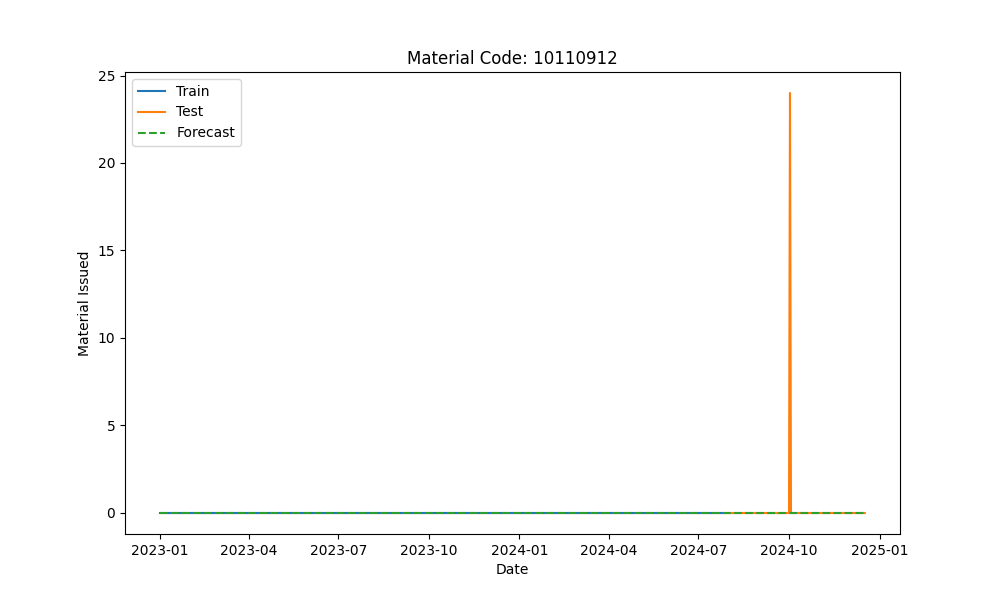 Material Code: 10110912
Train
Test
Forecast
25
20
15
10
5
0
Material Issued
2023-01 2023-04 2023-07 2023-10 2024-01 2024-04 2024-07 2024-10 2025-01
Date